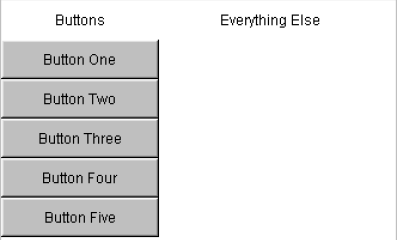 Buttons Everything Else
Button One
Button Two
Button Three
Button Four
Button Five